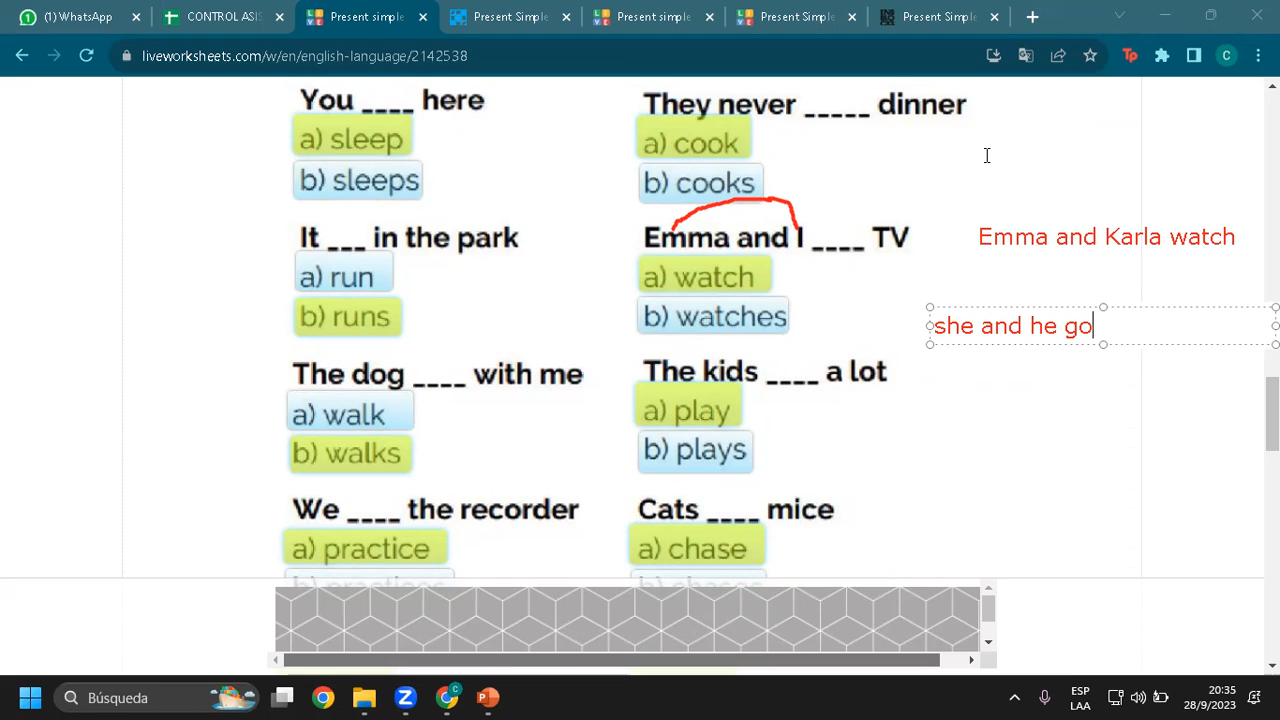 (1) WhatsApp
CONTROL ASIS
Present simple
Present Simple
Present simple
Present simple
Present Simple
liveworksheets.com/w/en/english-language/2142538
Tp
C
You ____ here
a) sleep
b) sleeps
It ___ in the park
a) run
b) runs
The dog ____ with me
a) walk
b) walks
We ____ the recorder
a) practice
b) practices
They never _____ dinner
a) cook
b) cooks
Emma and I ____ TV
a) watch
b) watches
The kids ____ a lot
a) play
b) plays
Cats ____ mice
a) chase
b) chases
Emma and Karla watch
she and he go
Búsqueda
ESP
LAA
20:35
28/9/2023